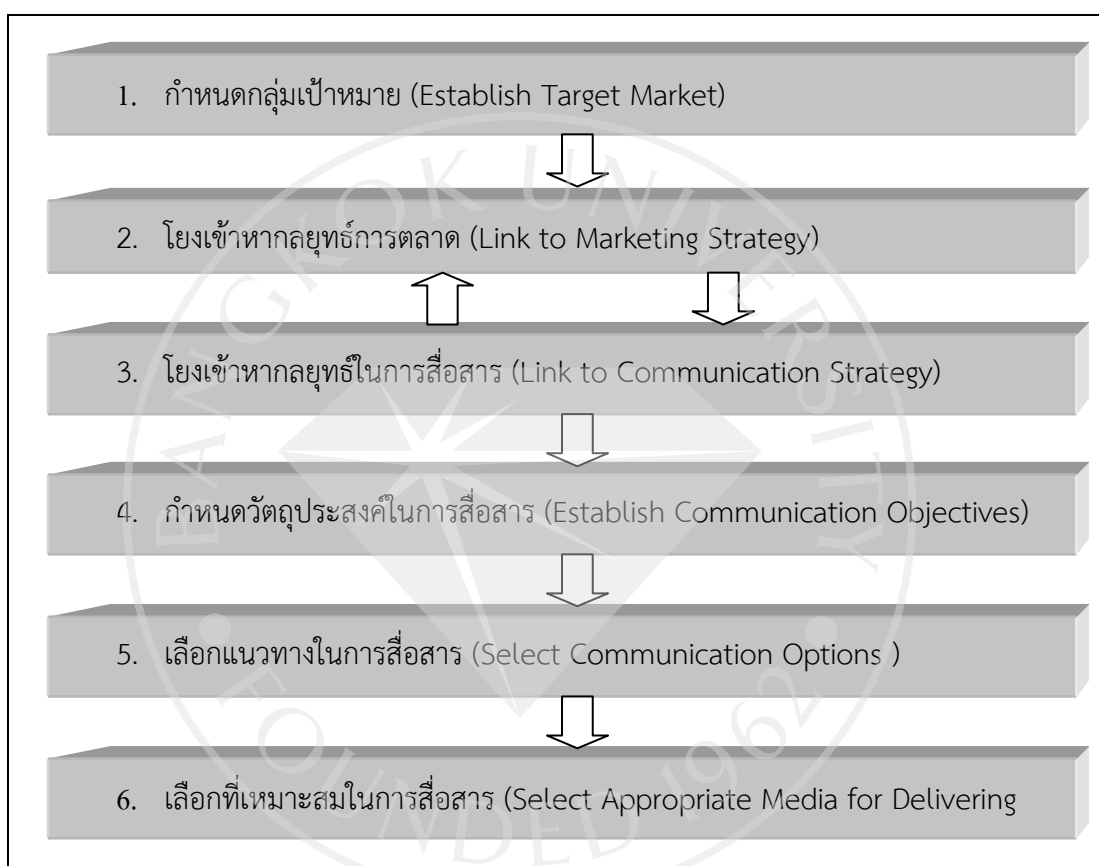 1. กำหนดกลุ่มเป้าหมาย (Establish Target Market)
2. โยงเข้าหากลยุทธ์การตลาด (Link to Marketing Strategy)
3. โยงเข้าหากลยุทธ์ในการสื่อสาร (Link to Communication Strategy)
4. กำหนดวัตถุประสงค์ในการสื่อสาร (Establish Communication Objectives)
5. เลือกแนวทางในการสื่อสาร (Select Communication Options )
6. เลือกที่เหมาะสมในการสื่อสาร (Select Appropriate Media for Delivering
BANGKOK UNIVERSITY
FOUNDED 1962